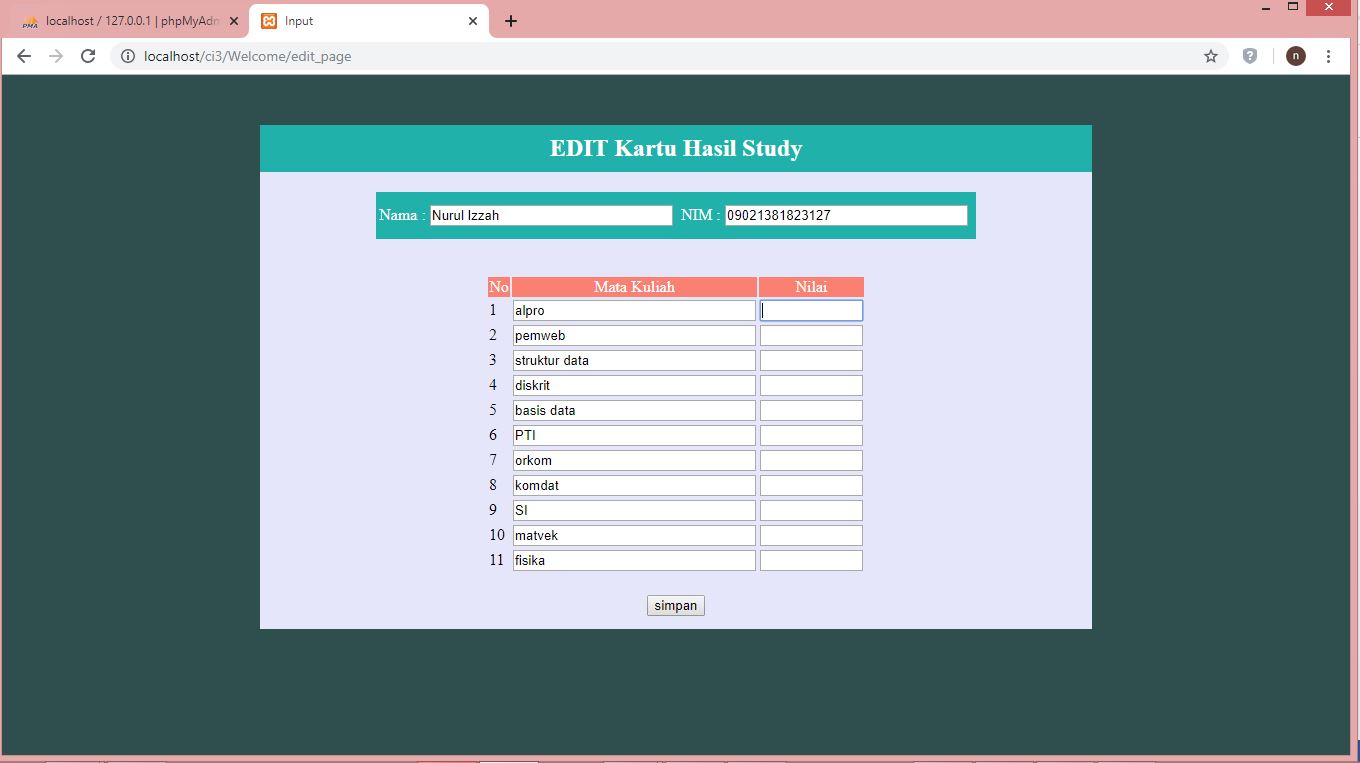 localhost / 127.0.0.1 | phpMyAdm
Input
localhost/ci3/Welcome/edit_page
n
EDIT Kartu Hasil Study
Nama : Nurul Izzah NIM : 09021381823127
No Mata Kuliah Nilai
1 alpro
2 pemweb
3 struktur data
4 diskrit
5 basis data
6 PTI
7 orkom
8 komdat
9 SI
10 matvek
11 fisika
simpan